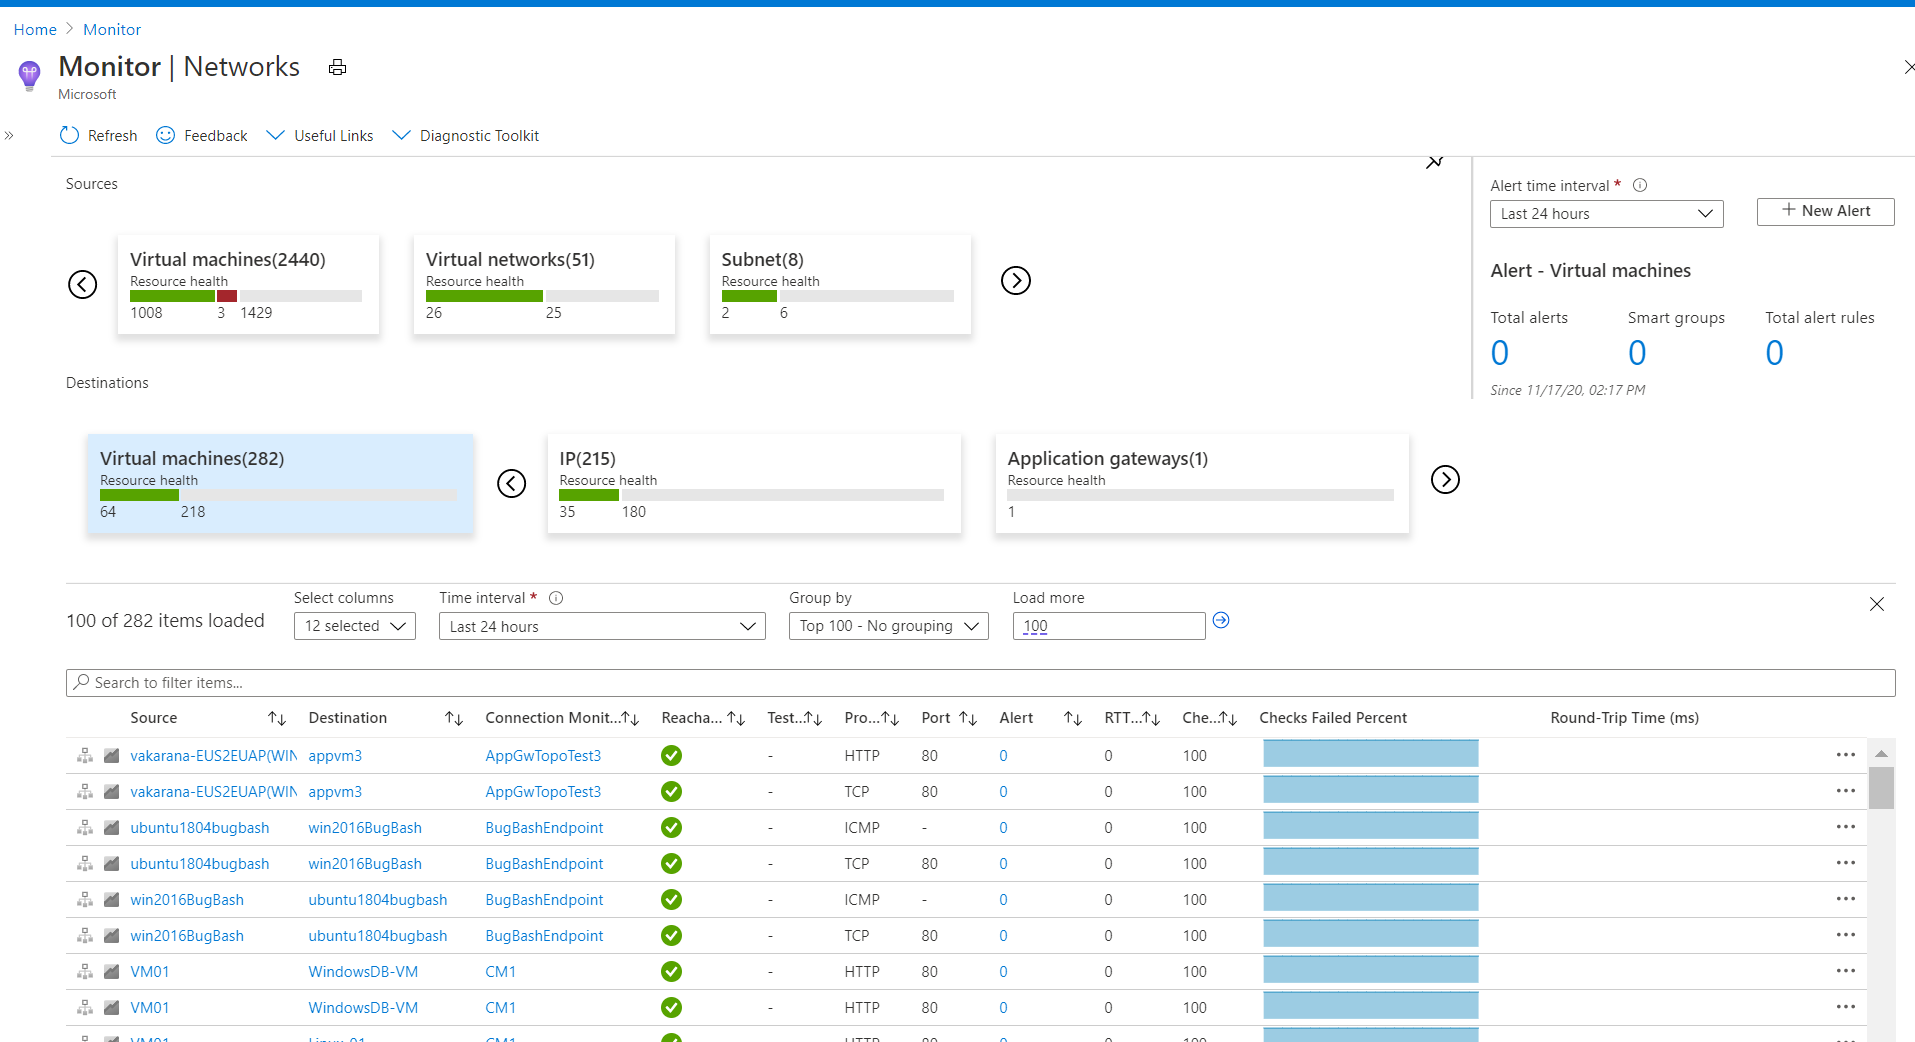 Home > Monitor
Monitor | Networks
Microsoft
Refresh Feedback Useful Links Diagnostic Toolkit
Sources
Virtual machines(2440)
Resource health
1008 3 1429
Virtual networks(51)
Resource health
26 25
Subnet(8)
Resource health
2 6
Alert time interval * 
Last 24 hours
+ New Alert
Alert - Virtual machines
Total alerts Smart groups Total alert rules
0 0 0
Since 11/17/20, 02:17 PM
Destinations
Virtual machines(282)
Resource health
64 218
IP(215)
Resource health
35 180
Application gateways(1)
Resource health
1
100 of 282 items loaded
Select columns
12 selected
Time interval *
Last 24 hours
Group by
Top 100 - No grouping
Load more
100
Search to filter items...
Source Destination Connection Monit... Reacha... Test... Pro... Port Alert RTT... Che... Checks Failed Percent Round-Trip Time (ms)
vakarana-EUS2EUAP(WIN appvm3 AppGwTopoTest3 - HTTP 80 0 0 100 ...
vakarana-EUS2EUAP(WIN appvm3 AppGwTopoTest3 - TCP 80 0 0 100 ...
ubuntu1804bugbash win2016BugBash BugBashEndpoint - ICMP - 0 0 100 ...
ubuntu1804bugbash win2016BugBash BugBashEndpoint - TCP 80 0 0 100 ...
win2016BugBash ubuntu1804bugbash BugBashEndpoint - ICMP - 0 0 100 ...
win2016BugBash ubuntu1804bugbash BugBashEndpoint - TCP 80 0 0 100 ...
VM01 WindowsDB-VM CM1 - HTTP 80 0 0 100 ...
VM01 WindowsDB-VM CM1 - HTTP 80 0 0 100 ...